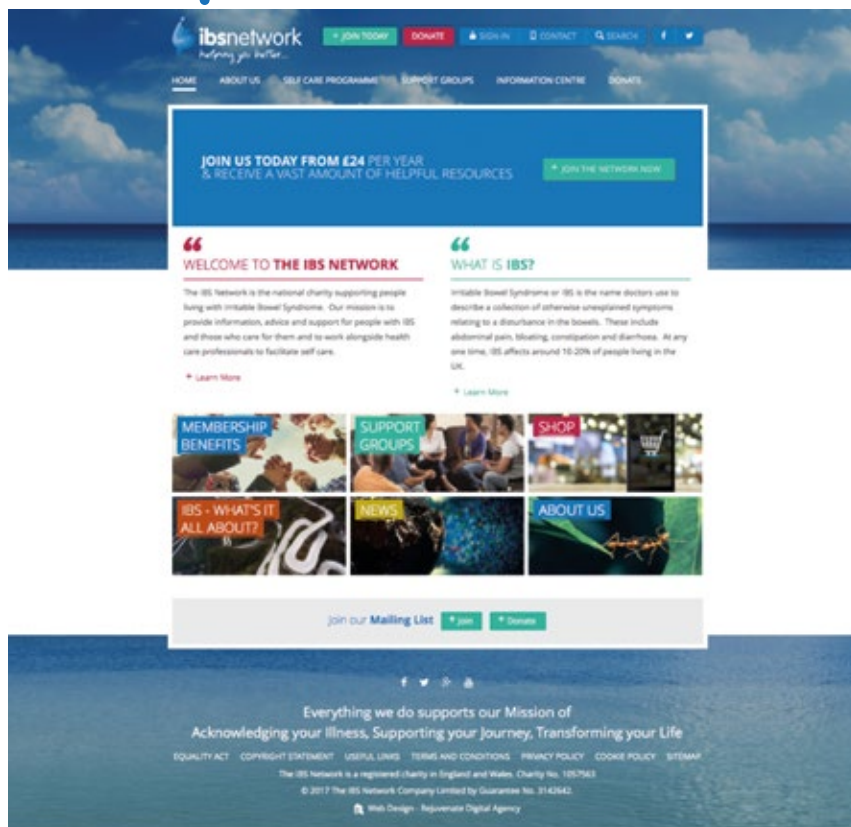 ibsnetwork
helping you better...
+ JOIN TODAY
DONATE
SIGN IN
CONTACT
SEARCH
HOME
ABOUT US
SELF CARE PROGRAMME
SUPPORT GROUPS
INFORMATION CENTRE
DONATE
JOIN US TODAY FROM £24 PER YEAR
& RECEIVE A VAST AMOUNT OF HELPFUL RESOURCES
+ JOIN THE NETWORK NOW
WELCOME TO THE IBS NETWORK
The IBS Network is the national charity supporting people
living with Irritable Bowel Syndrome. Our mission is to
provide information, advice and support for people with IBS
and those who care for them and to work alongside health
care professionals to facilitate self care.
+ Learn More
WHAT IS IBS?
Irritable Bowel Syndrome or IBS is the name doctors use to
describe a collection of otherwise unexplained symptoms
relating to a disturbance in the bowels. These include
abdominal pain, bloating, constipation and diarrhoea. At any
one time, IBS affects around 10-20% of people living in the
UK.
+ Learn More
MEMBERSHIP
BENEFITS
SUPPORT
GROUPS
SHOP
IBS - WHAT'S IT
ALL ABOUT?
NEWS
ABOUT US
Join our Mailing List
+ Join
+ Donate
Everything we do supports our Mission of
Acknowledging your Illness, Supporting your Journey, Transforming your Life
EQUALITY ACT COPYRIGHT STATEMENT USEFUL LINKS TERMS AND CONDITIONS PRIVACY POLICY COOKIE POLICY SITEMAP
The IBS Network is a registered charity in England and Wales. Charity No. 1057563
© 2017 The IBS Network Company Limited by Guarantee No. 3142642.
Web Design - Rejuvenate Digital Agency